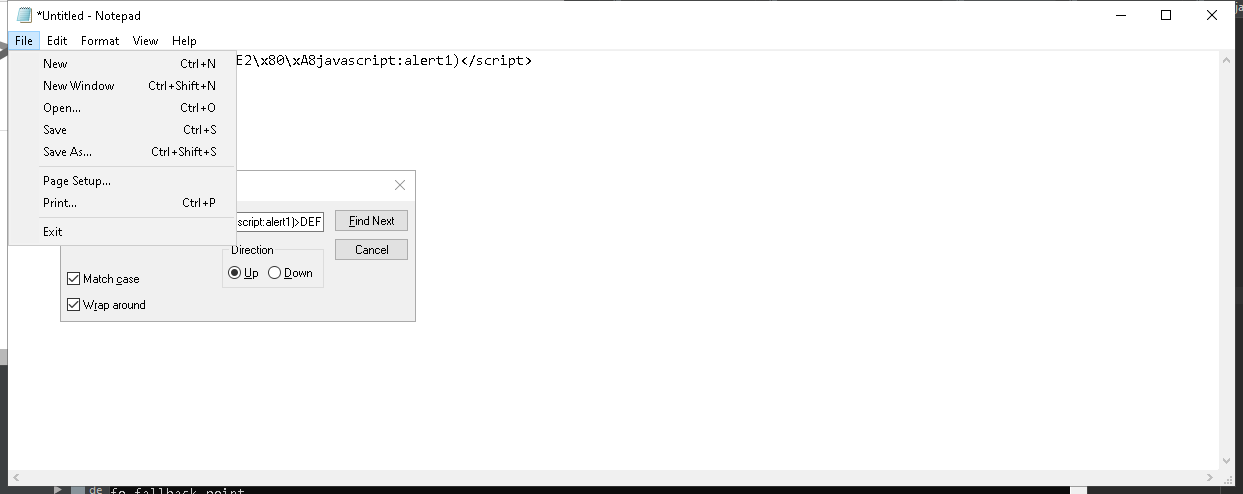 *Untitled - Notepad
File Edit Format View Help
E2\x80\xA8javascript:alert1)</script>
New Ctrl+N
New Window Ctrl+Shift+N
Open... Ctrl+O
Save Ctrl+S
Save As... Ctrl+Shift+S
Page Setup...
Print... Ctrl+P
Exit
script:alert1)>DEF
Find Next
Cancel
Direction
Up Down
Match case
Wrap around
de fo fallback point